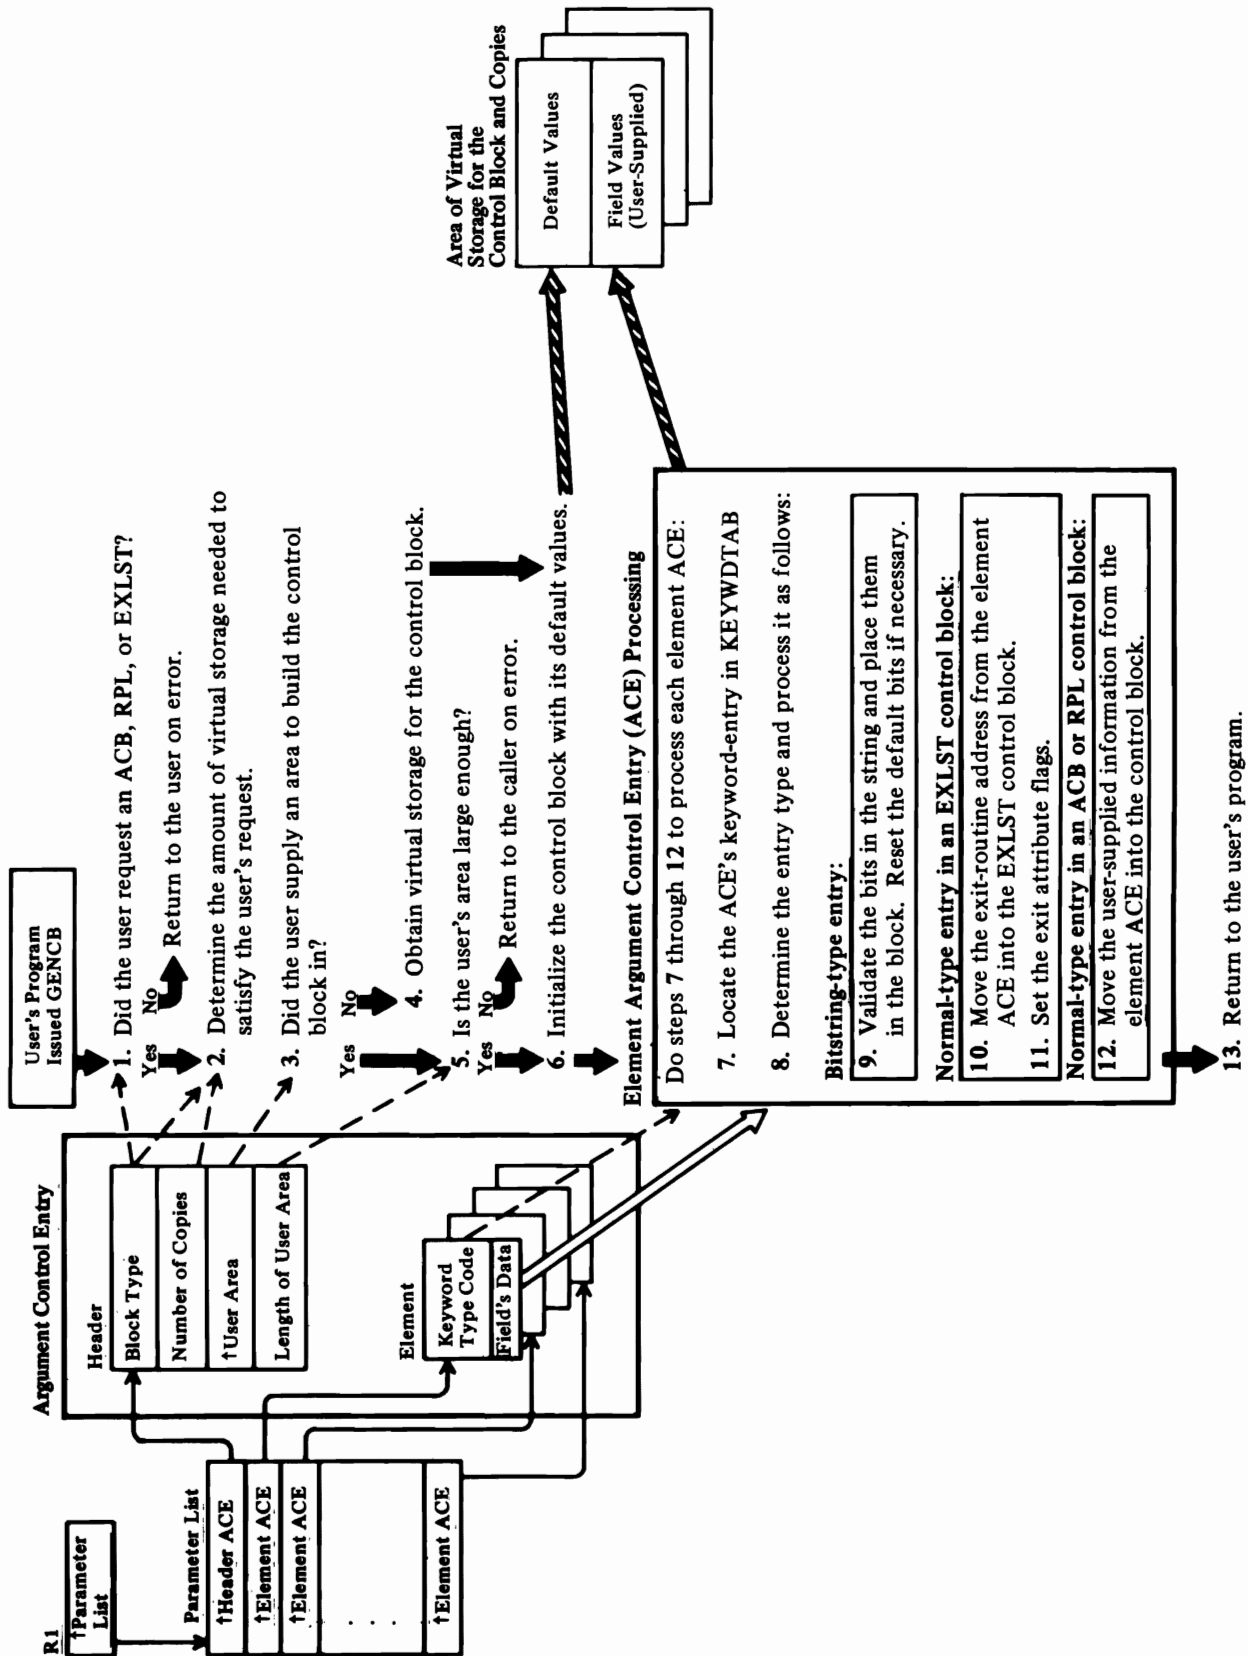 R1
↑Parameter
List
Parameter List
↑Header ACE
↑Element ACE
↑Element ACE
. . .
↑Element ACE
Argument Control Entry
Header
Block Type
Number of Copies
↑User Area
Length of User Area
Element
Keyword
Type Code
Field's Data
User's Program
Issued GENCB
1. Did the user request an ACB, RPL, or EXLST?
Yes
No
Return to the user on error.
2. Determine the amount of virtual storage needed to
satisfy the user's request.
3. Did the user supply an area to build the control
block in?
Yes
No
4. Obtain virtual storage for the control block.
5. Is the user's area large enough?
Yes
No
Return to the caller on error.
6. Initialize the control block with its default values.
Element Argument Control Entry (ACE) Processing
Do steps 7 through 12 to process each element ACE:
7. Locate the ACE's keyword-entry in KEYWDTAB
8. Determine the entry type and process it as follows:
Bitstring-type entry:
9. Validate the bits in the string and place them
in the block. Reset the default bits if necessary.
Normal-type entry in an EXLST control block:
10. Move the exit-routine address from the element
ACE into the EXLST control block.
11. Set the exit attribute flags.
Normal-type entry in an ACB or RPL control block:
12. Move the user-supplied information from the
element ACE into the control block.
13. Return to the user's program.
Area of Virtual
Storage for the
Control Block and Copies
Default Values
Field Values
(User-Supplied)